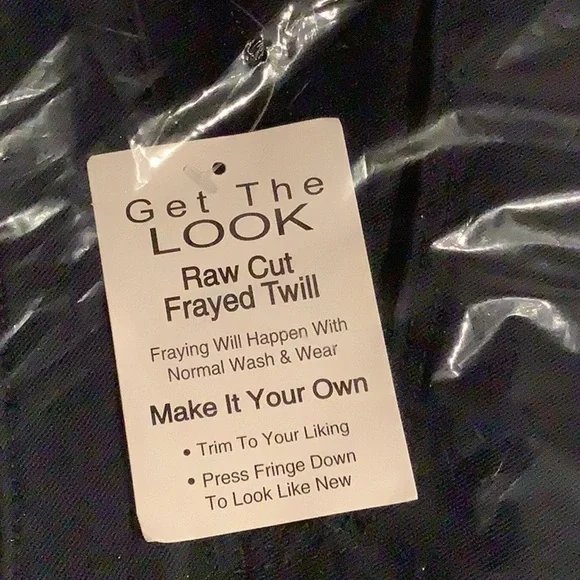 Get The
LOOK
Raw Cut
Frayed Twill
Fraying Will Happen With
Normal Wash & Wear
Make It Your Own
• Trim To Your Liking
• Press Fringe Down
To Look Like New